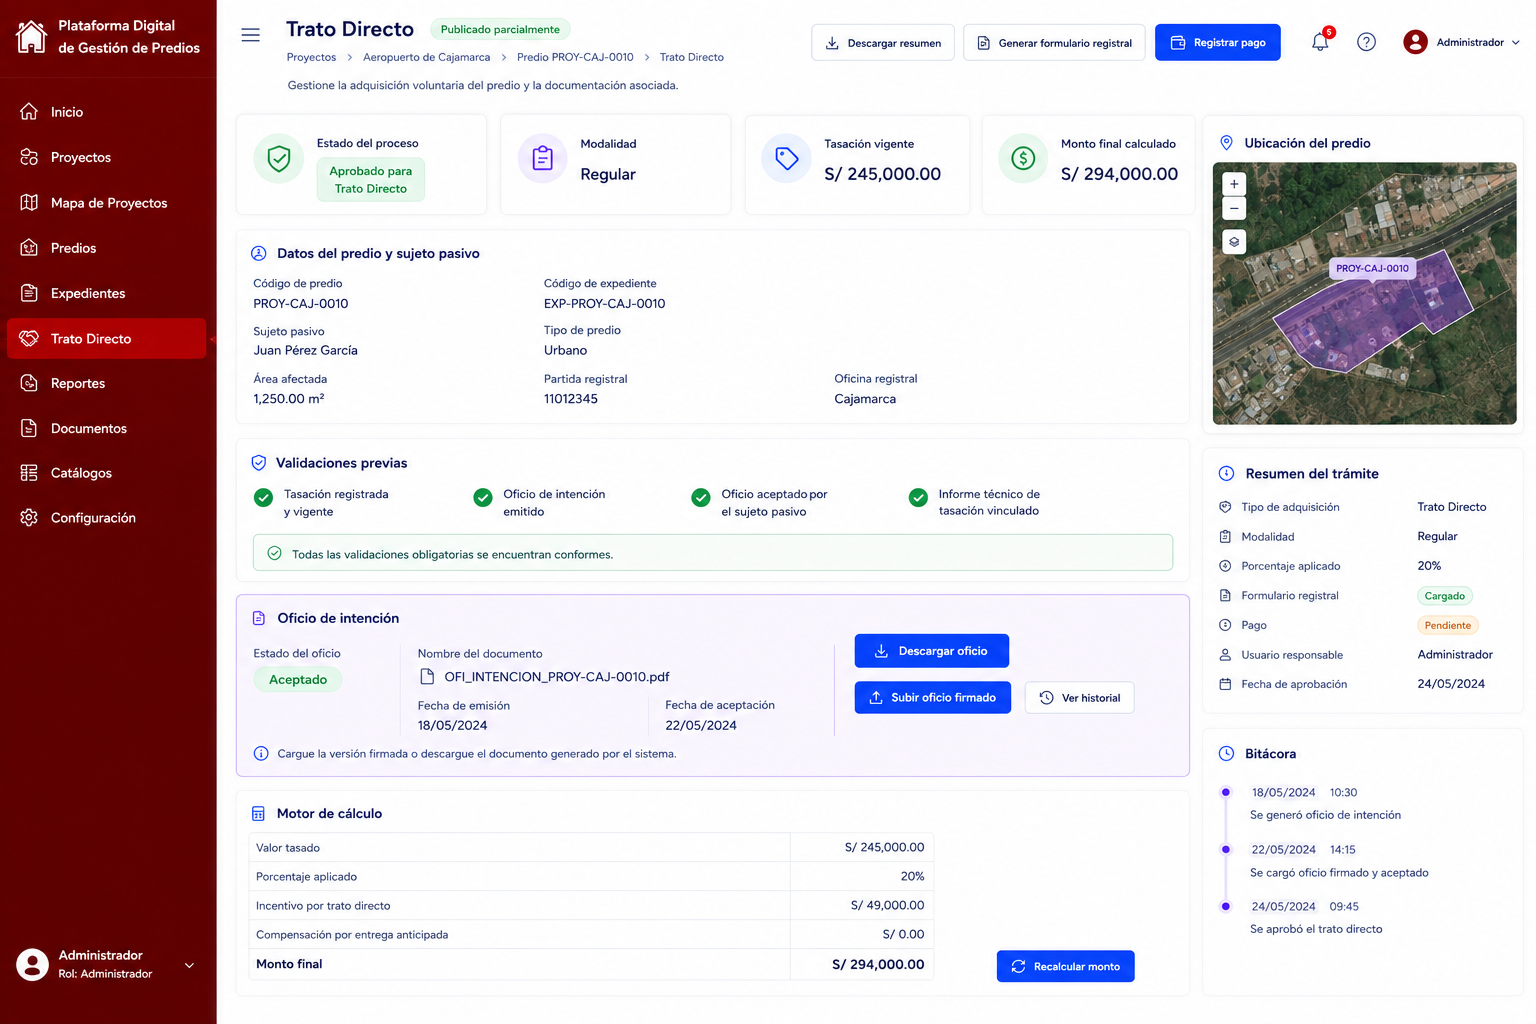 Plataforma Digital
de Gestión de Predios
Inicio
Proyectos
Mapa de Proyectos
Predios
Expedientes
Trato Directo
Reportes
Documentos
Catálogos
Configuración
Administrador
Rol: Administrador
Trato Directo
Publicado parcialmente
Proyectos > Aeropuerto de Cajamarca > Predio PROY-CAJ-0010 > Trato Directo
Gestione la adquisición voluntaria del predio y la documentación asociada.
Descargar resumen
Generar formulario registral
Registrar pago
5
Administrador
Estado del proceso
Aprobado para
Trato Directo
Modalidad
Regular
Tasación vigente
S/ 245,000.00
Monto final calculado
S/ 294,000.00
Datos del predio y sujeto pasivo
Código de predio
PROY-CAJ-0010
Código de expediente
EXP-PROY-CAJ-0010
Sujeto pasivo
Juan Pérez García
Tipo de predio
Urbano
Área afectada
1,250.00 m²
Partida registral
11012345
Oficina registral
Cajamarca
Validaciones previas
Tasación registrada
y vigente
Oficio de intención
emitido
Oficio aceptado por
el sujeto pasivo
Informe técnico de
tasación vinculado
Todas las validaciones obligatorias se encuentran conformes.
Oficio de intención
Estado del oficio
Aceptado
Nombre del documento
OFI_INTENCION_PROY-CAJ-0010.pdf
Fecha de emisión
18/05/2024
Fecha de aceptación
22/05/2024
Descargar oficio
Subir oficio firmado
Ver historial
Cargue la versión firmada o descargue el documento generado por el sistema.
Motor de cálculo
Valor tasado S/ 245,000.00
Porcentaje aplicado 20%
Incentivo por trato directo S/ 49,000.00
Compensación por entrega anticipada S/ 0.00
Monto final S/ 294,000.00
Recalcular monto
Ubicación del predio
+
−
PROY-CAJ-0010
Resumen del trámite
Tipo de adquisición Trato Directo
Modalidad Regular
Porcentaje aplicado 20%
Formulario registral Cargado
Pago Pendiente
Usuario responsable Administrador
Fecha de aprobación 24/05/2024
Bitácora
18/05/2024 10:30
Se generó oficio de intención
22/05/2024 14:15
Se cargó oficio firmado y aceptado
24/05/2024 09:45
Se aprobó el trato directo